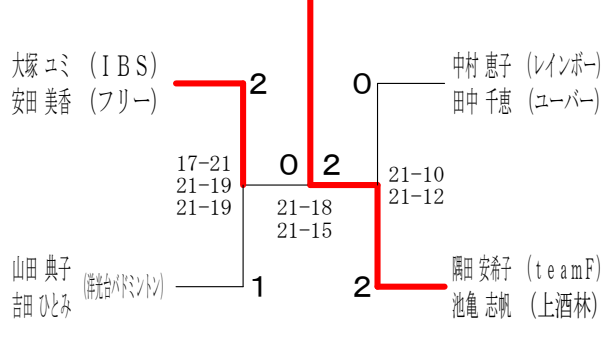 大塚 ユミ (ＩＢＳ)
安田 美香 (フリー)
2
17-21
21-19
21-19
山田 典子
吉田 ひとみ
(洋光台バドミントン)
1
0 2
21-18
21-15
0
中村 恵子 (レインボー)
田中 千恵 (ユーバー)
21-10
21-12
2
隅田 安希子 (ｔｅａｍＦ)
池亀 志帆 (上酒林)